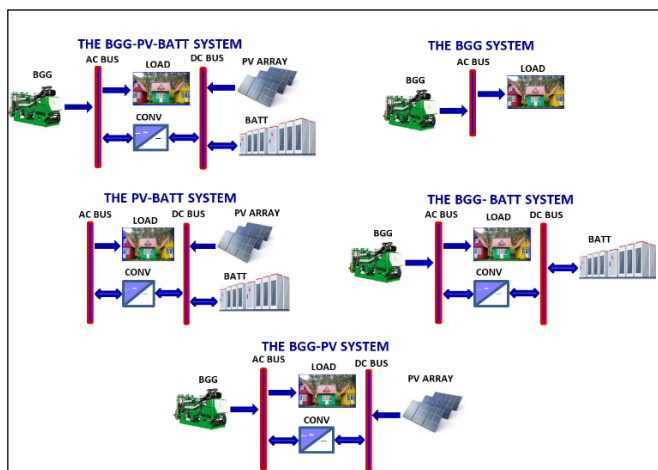 THE BGG-PV-BATT SYSTEM
AC BUS
DC BUS
BGG
LOAD
PV ARRAY
CONV
BATT
THE BGG SYSTEM
AC BUS
BGG
LOAD
THE PV-BATT SYSTEM
AC BUS
DC BUS
LOAD
PV ARRAY
CONV
BATT
THE BGG- BATT SYSTEM
AC BUS
DC BUS
LOAD
BGG
BATT
CONV
THE BGG-PV SYSTEM
AC BUS
DC BUS
LOAD
BGG
PV ARRAY
CONV